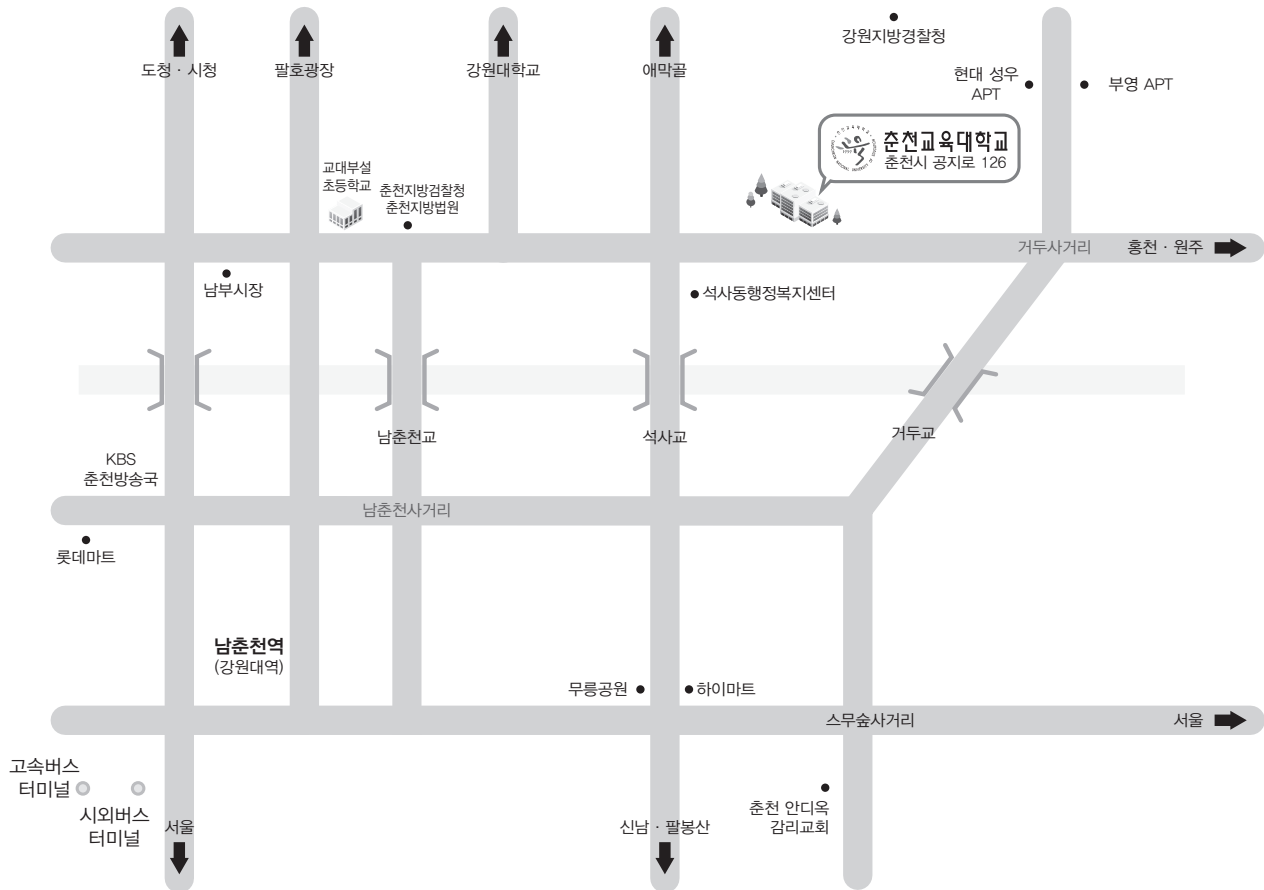 강원지방경찰청
도청 · 시청
팔호광장
강원대학교
애막골
현대 성우
APT
부영 APT
춘천교육대학교
춘천시 공지로 126
교대부설
초등학교
춘천지방검찰청
춘천지방법원
거두사거리
홍천 · 원주
남부시장
석사동행정복지센터
남춘천교
석사교
거두교
KBS
춘천방송국
남춘천사거리
롯데마트
남춘천역
(강원대역)
무릉공원
하이마트
스무숲사거리
서울
고속버스
터미널
시외버스
터미널
서울
신남 · 팔봉산
춘천 안디옥
감리교회